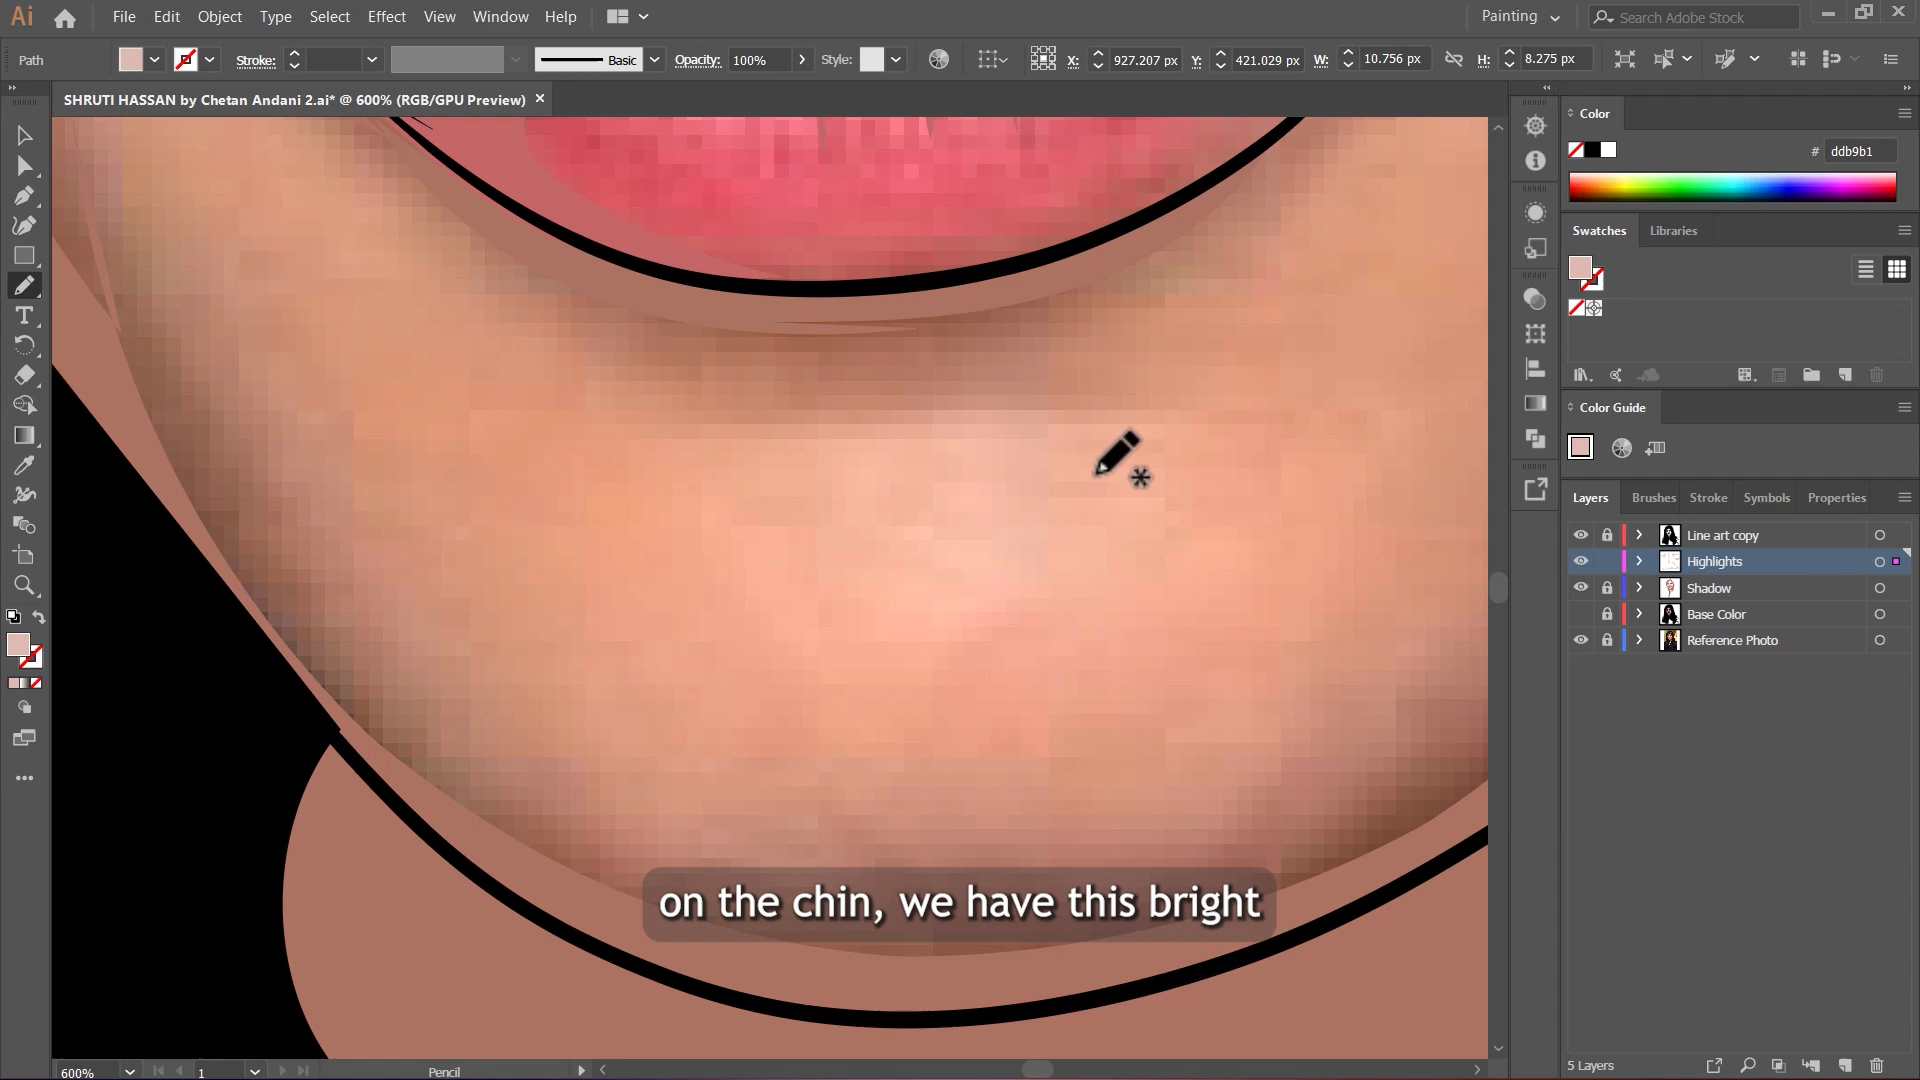 Ai File Edit Object Type Select Effect View Window Help Painting Search Adobe Stock
Path Stroke: Basic Opacity: 100% Style: X: 927.207 px Y: 421.029 px W: 10.756 px H: 8.275 px
SHRUTI HASSAN by Chetan Andani 2.ai* @ 600% (RGB/GPU Preview)
Color
# ddb9b1
Swatches Libraries
Color Guide
Layers Brushes Stroke Symbols Properties
Line art copy
Highlights
Shadow
Base Color
Reference Photo
on the chin, we have this bright
5 Layers
600% 1 Pencil